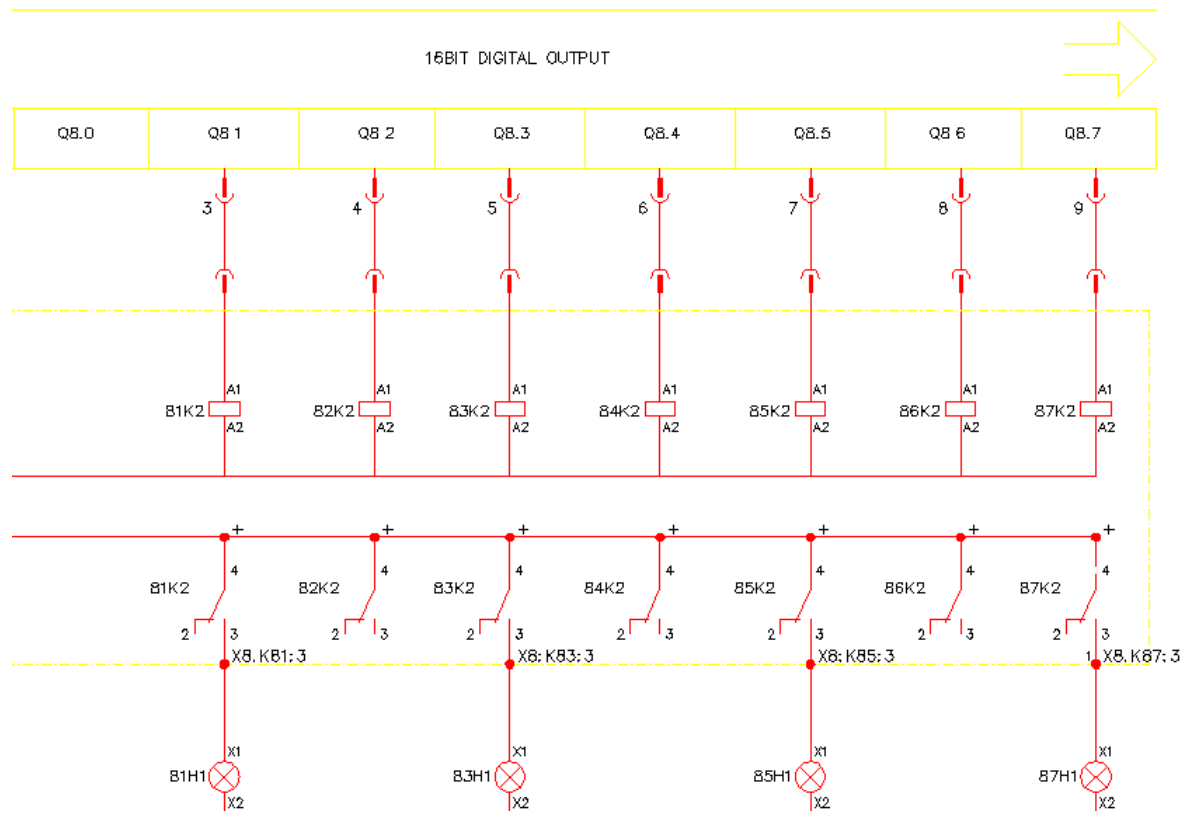 16BIT DIGITAL OUTPUT
Q8.0 Q8 1 Q8 2 Q8.3 Q8.4 Q8.5 Q8 6 Q8.7
3 4 5 6 7 8 9
A1 A1 A1 A1 A1 A1 A1
81K2 82K2 83K2 84K2 85K2 86K2 87K2
A2 A2 A2 A2 A2 A2 A2
+ + + + + + +
4 4 4 4 4 4 4
81K2 82K2 83K2 84K2 85K2 86K2 87K2
2 3 2 3 2 3 2 3 2 3 2 3 2 3
X8. K81; 3 X8; K83; 3 X8; K85; 3 1 X8. K87; 3
X1 X1 X1 X1
81H1 83H1 85H1 87H1
X2 X2 X2 X2